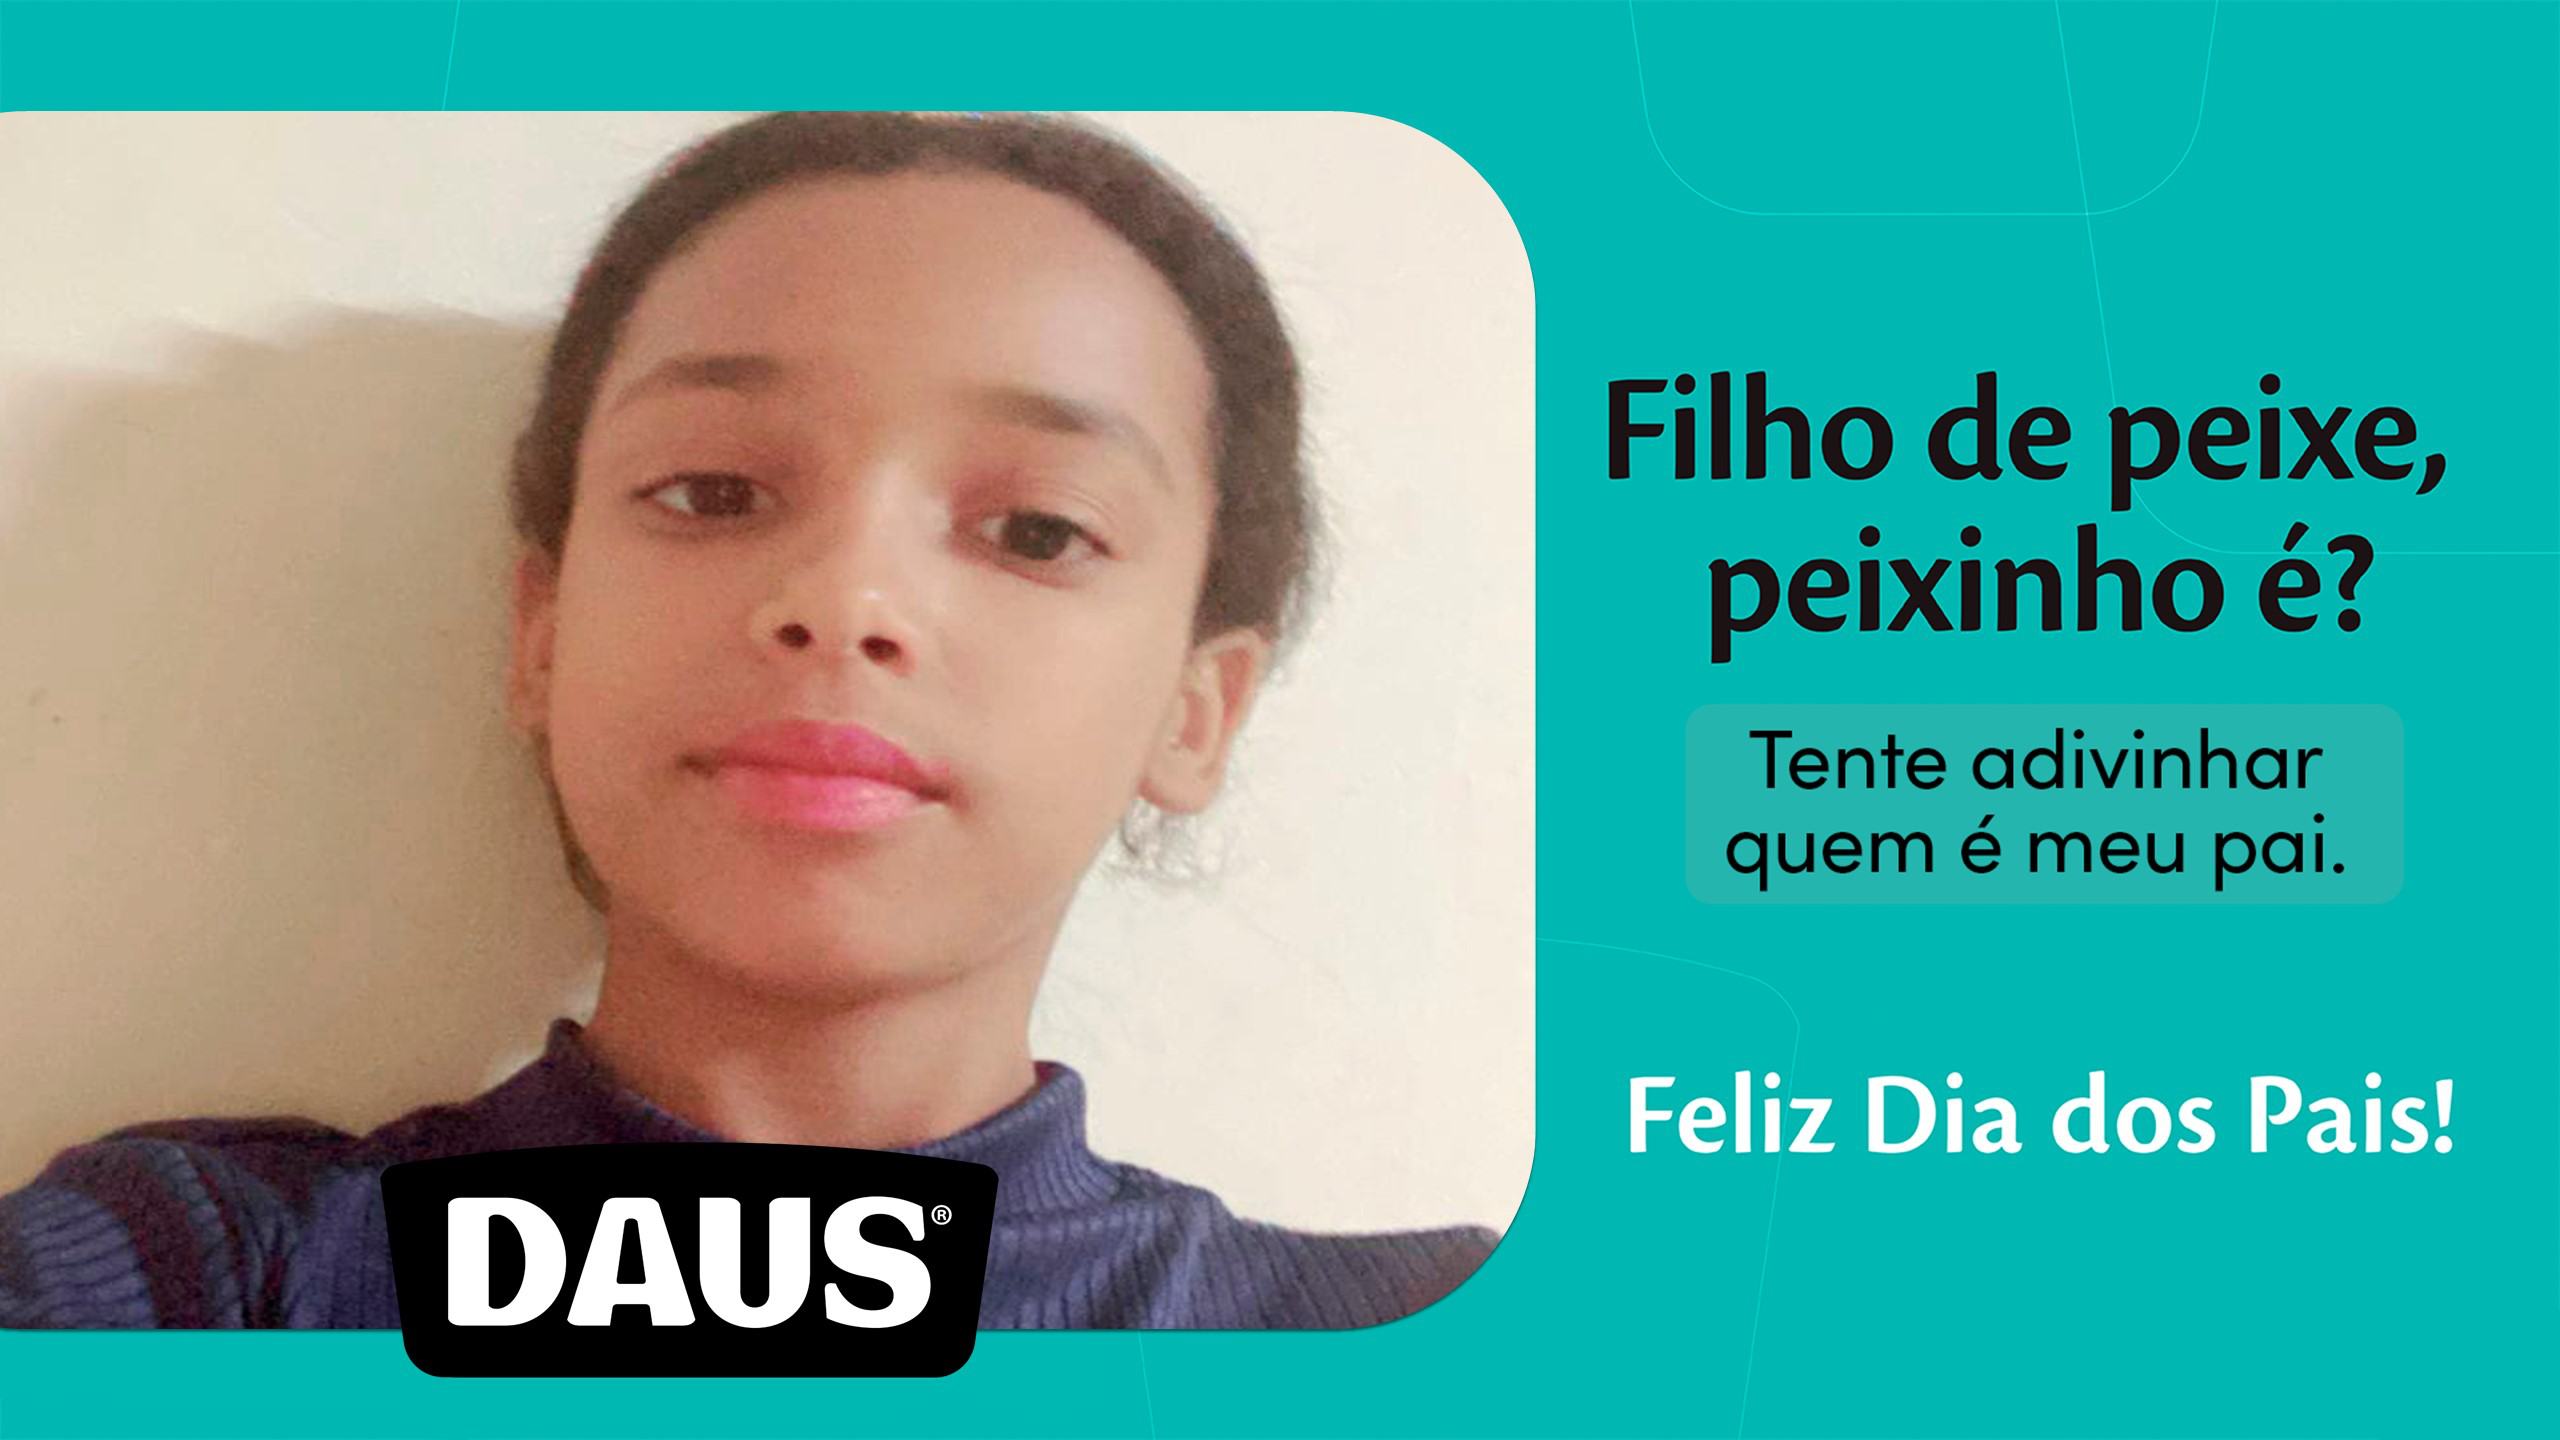 Filho de peixe,
peixinho é?
Tente adivinhar
quem é meu pai.
Feliz Dia dos Pais!
DAUS®